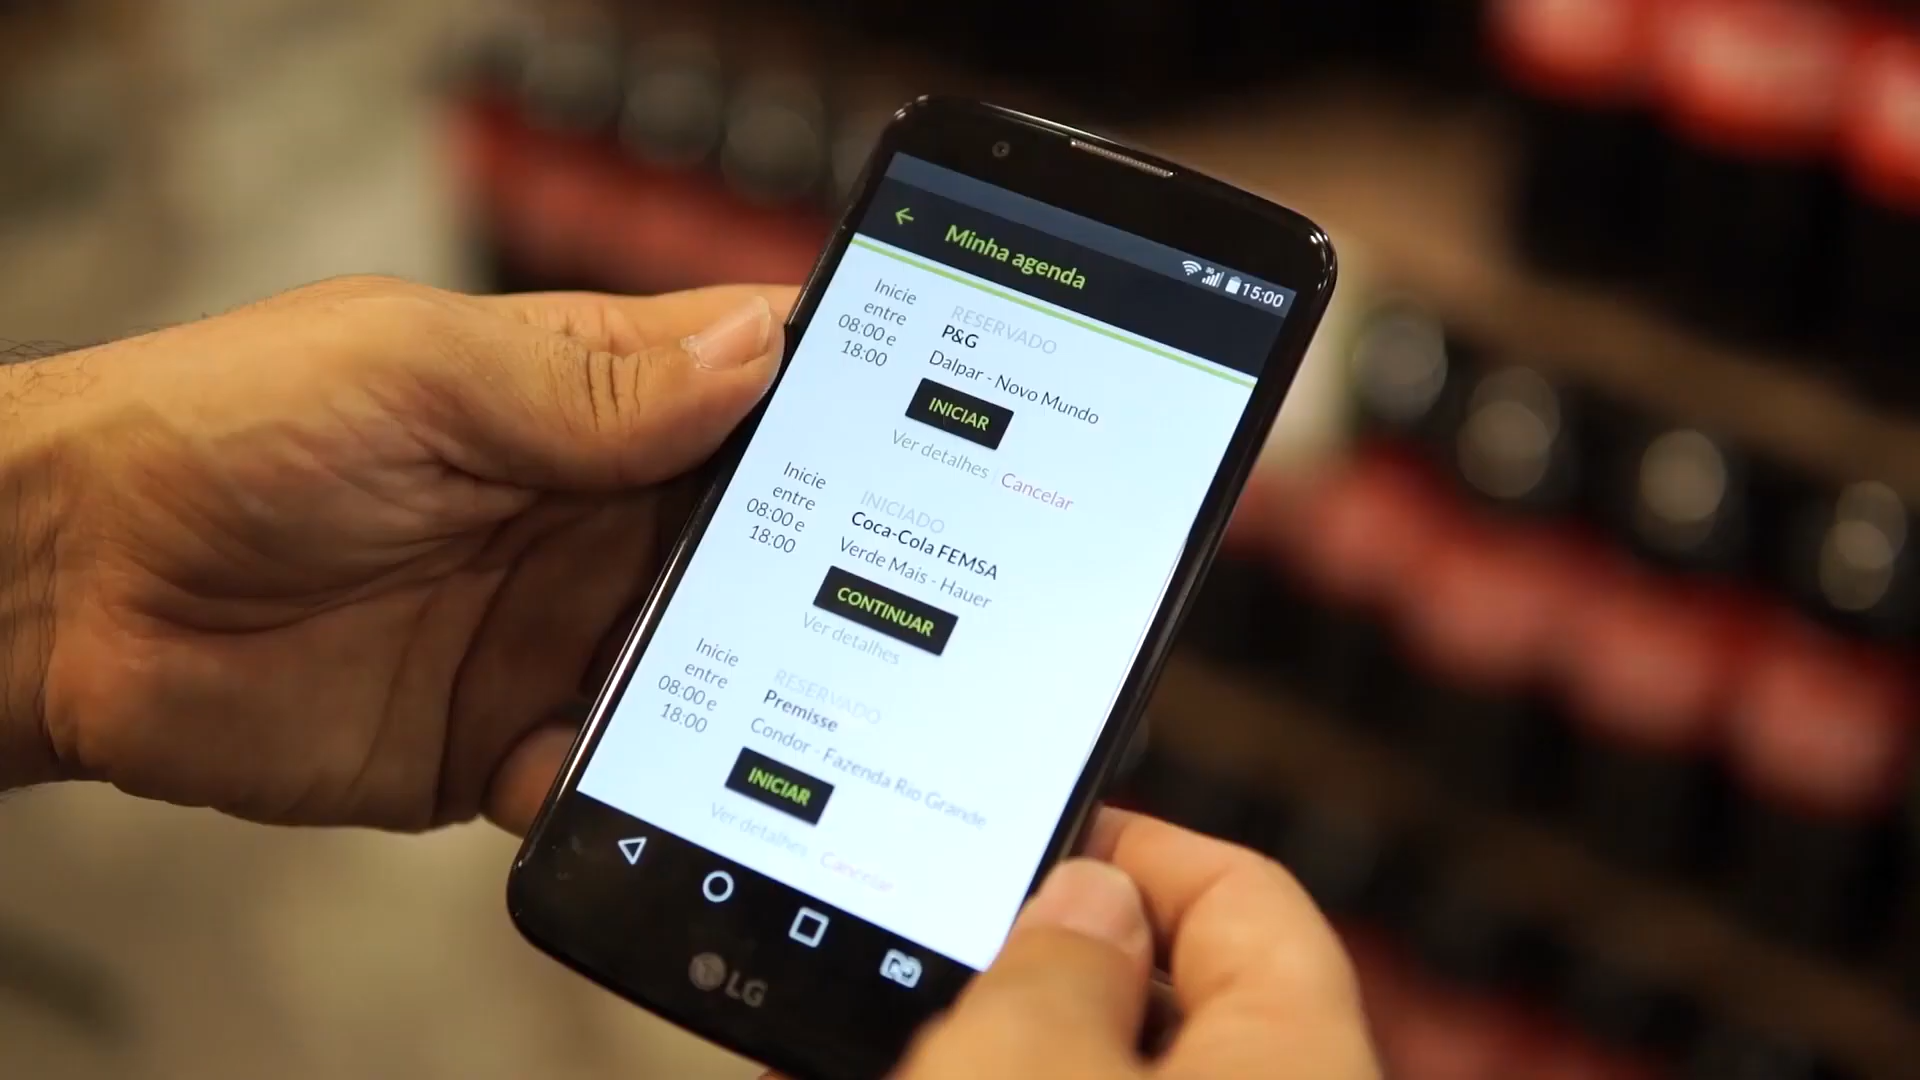 Minha agenda
15:00
Inicie
entre
08:00 e
18:00
RESERVADO
P&G
Dalpar - Novo Mundo
INICIAR
Ver detalhes | Cancelar
Inicie
entre
08:00 e
18:00
INICIADO
Coca-Cola FEMSA
Verde Mais - Hauer
CONTINUAR
Ver detalhes
Inicie
entre
08:00 e
18:00
RESERVADO
Premisse
Condor - Fazenda Rio Grande
INICIAR
Ver detalhes | Cancelar
LG